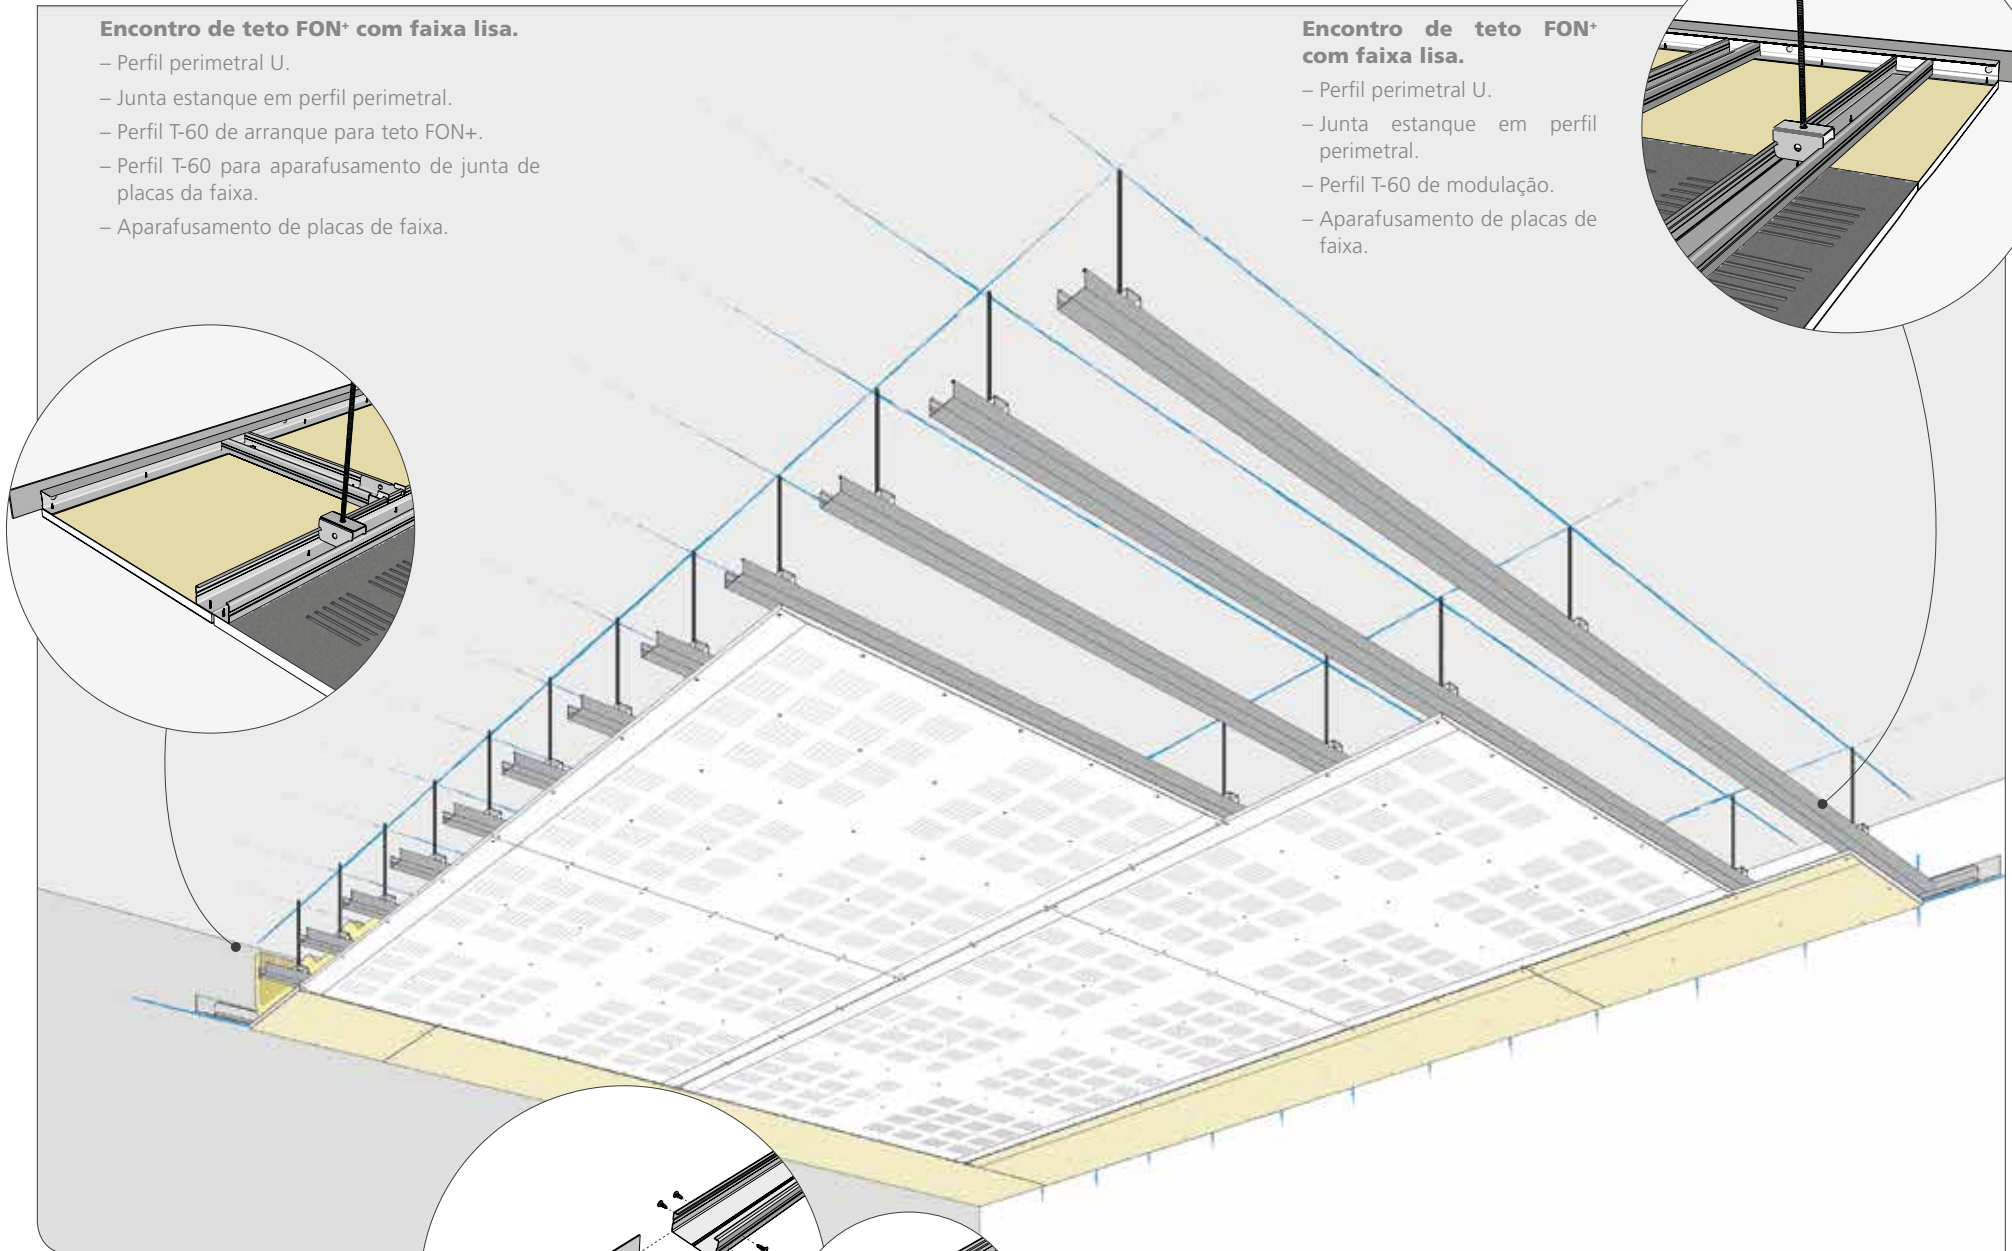 Encontro de teto FON⁺ com faixa lisa.
– Perfil perimetral U.
– Junta estanque em perfil perimetral.
– Perfil T-60 de arranque para teto FON+.
– Perfil T-60 para aparafusamento de junta de
placas da faixa.
– Aparafusamento de placas de faixa.
Encontro de teto FON⁺
com faixa lisa.
– Perfil perimetral U.
– Junta estanque em perfil
perimetral.
– Perfil T-60 de modulação.
– Aparafusamento de placas de
faixa.